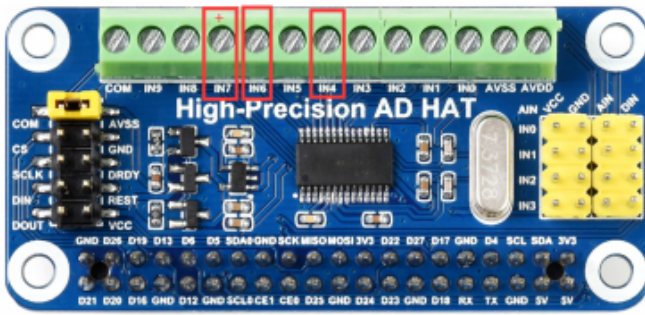 +
COM IN9 IN8 IN7 IN6 IN5 IN4 IN3 IN2 IN1 IN0 AVSS AVDD
High-Precision AD HAT
AIN VCC GND AIN DIN
COM AVSS
IN0
CS GND
IN1
SCLK DRDY
IN2
DIN REST
IN3
DOUT VCC
7.3728
GND D26 D19 D13 D6 D5 SDA0 GND SCK MISO MOSI 3V3 D22 D27 D17 GND D4 SCL SDA 3V3
D21 D20 D16 GND D12 GND SCL0 CE1 CE0 D25 GND D24 D23 GND D18 RX TX GND 5V 5V